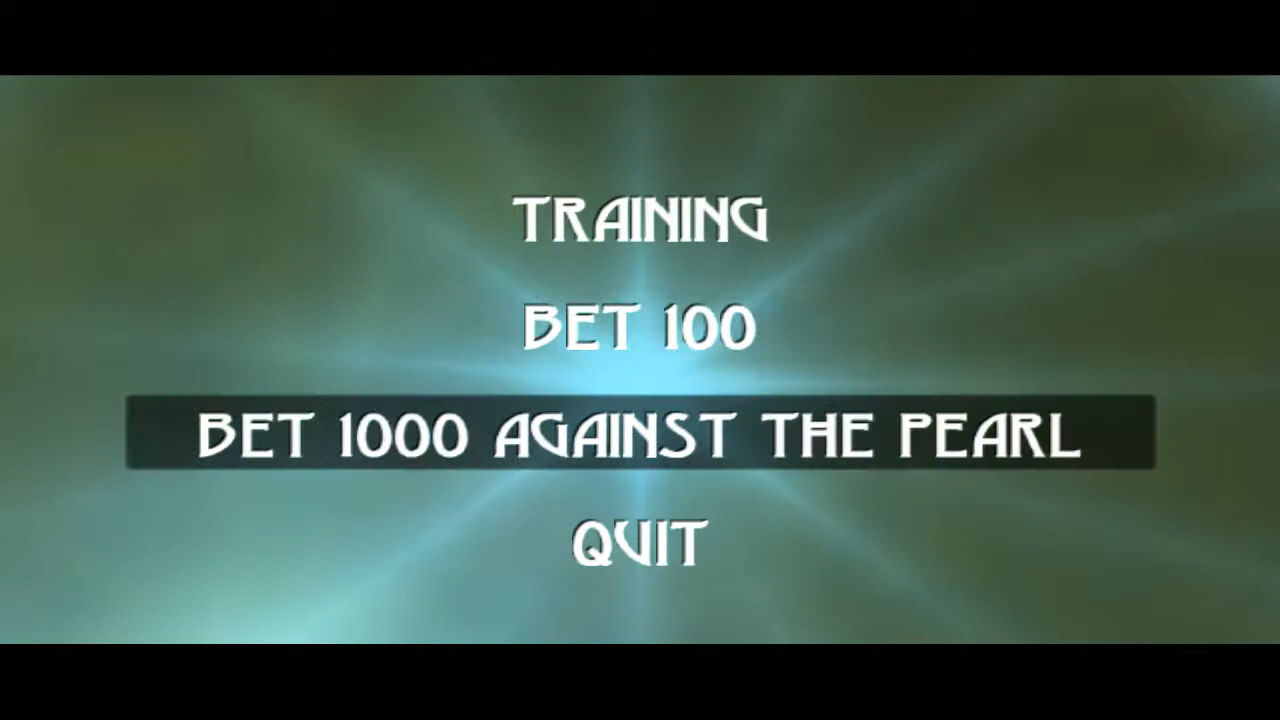 TRAINING
BET 100
BET 1000 AGAINST THE PEARL
QUIT